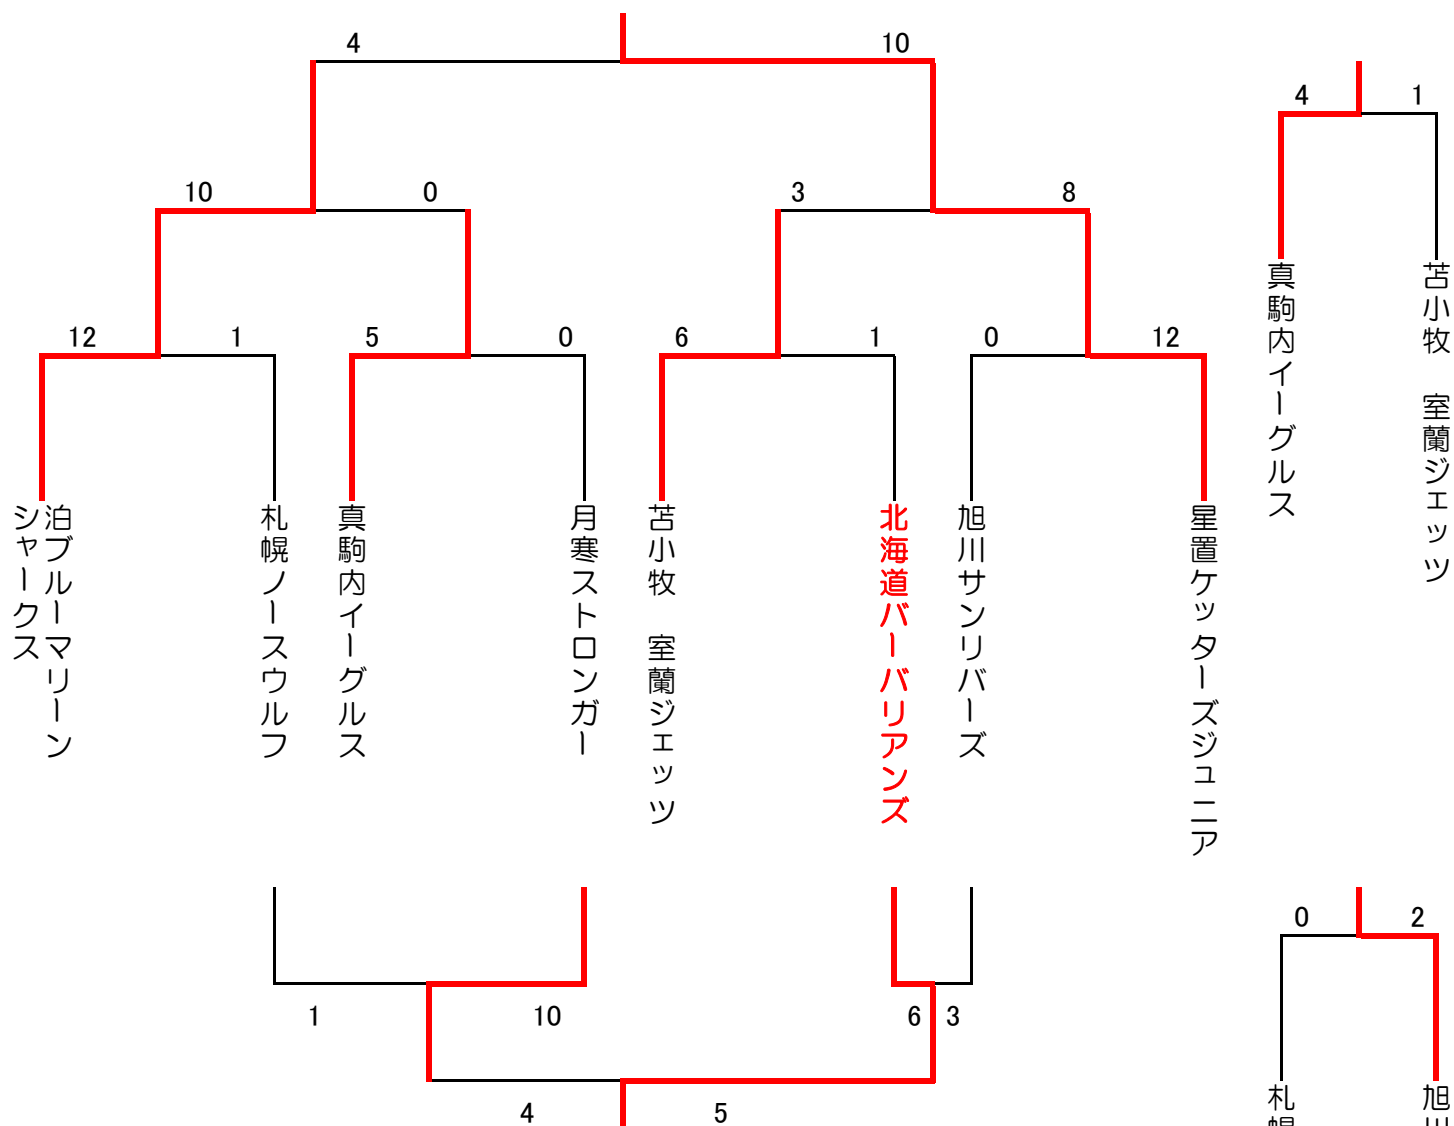 4 10
4 1
10 0 3 8
12 1 5 0 6 1 0 12
真駒内イーグルス
苫小牧 室蘭ジェッツ
泊ブルーマリーン
シャークス
札幌ノースウルフ
真駒内イーグルス
月寒ストロンガー
苫小牧 室蘭ジェッツ
北海道バーバリアンズ
旭川サンリバーズ
星置ケッターズジュニア
0 2
1 10 6 3
4 5
札幌
旭川